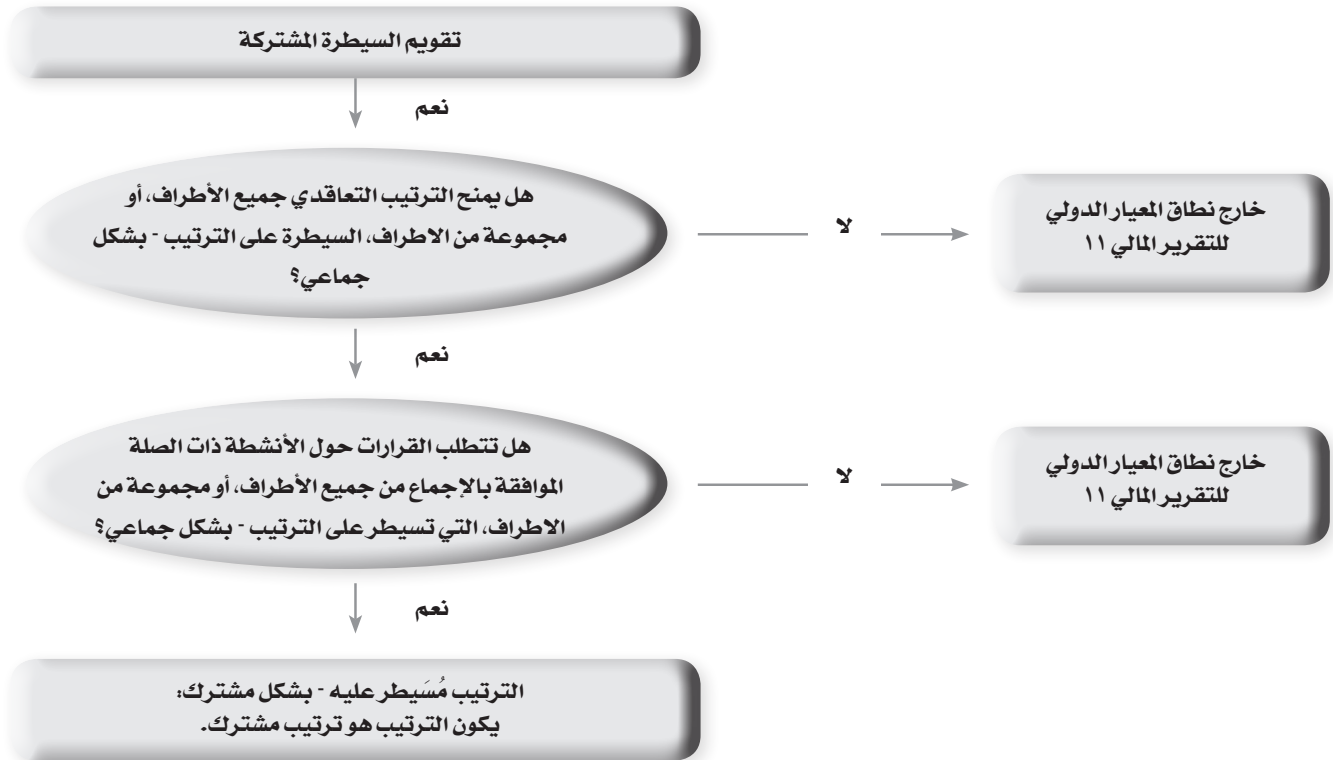 تقويم السيطرة المشتركة
نعم
هل يمنح الترتيب التعاقدي جميع الأطراف، أو
مجموعة من الاطراف، السيطرة على الترتيب - بشكل
جماعي؟
لا
خارج نطاق المعيار الدولي
للتقرير المالي ١١
نعم
هل تتطلب القرارات حول الأنشطة ذات الصلة
الموافقة بالإجماع من جميع الأطراف، أو مجموعة من
الاطراف، التي تسيطر على الترتيب - بشكل جماعي؟
لا
خارج نطاق المعيار الدولي
للتقرير المالي ١١
نعم
الترتيب مُسَيطر عليه - بشكل مشترك:
يكون الترتيب هو ترتيب مشترك.